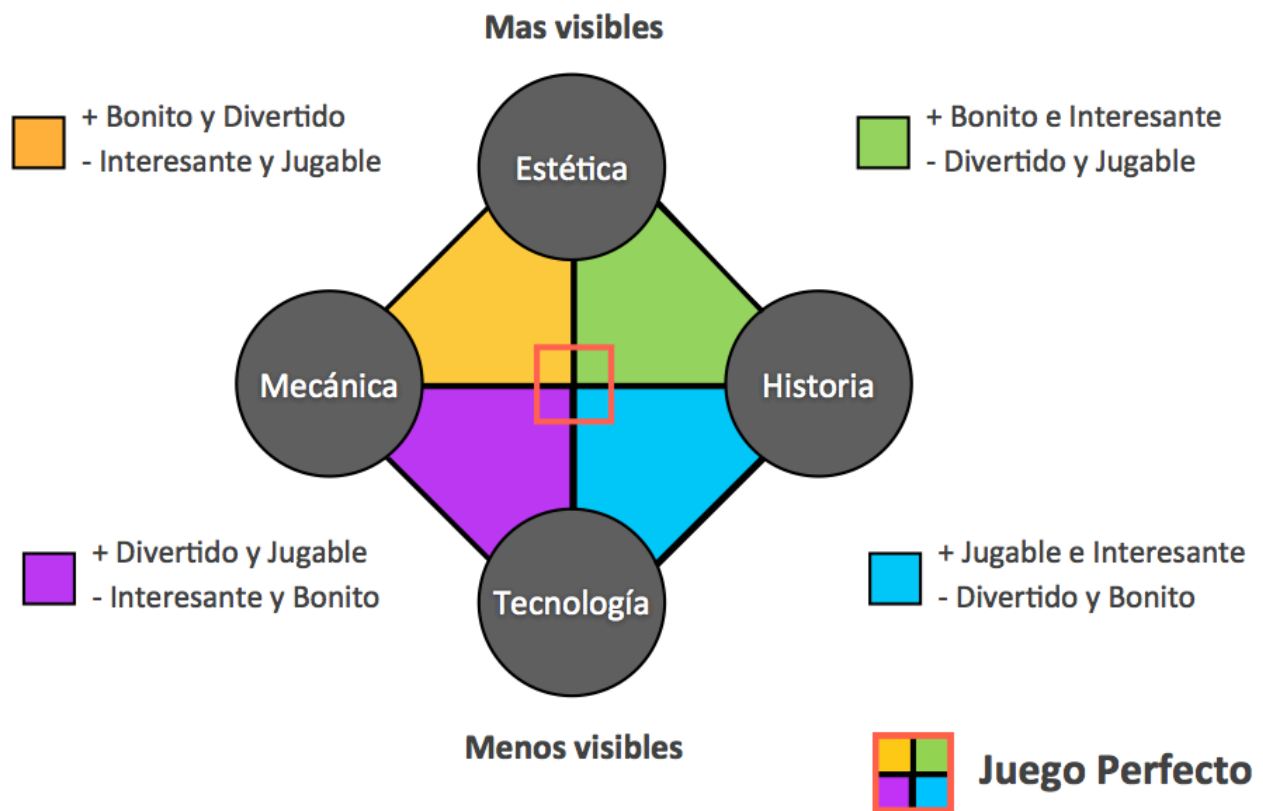 Mas visibles
+ Bonito y Divertido
- Interesante y Jugable
+ Bonito e Interesante
- Divertido y Jugable
Estética
Mecánica
Historia
+ Divertido y Jugable
- Interesante y Bonito
+ Jugable e Interesante
- Divertido y Bonito
Tecnología
Menos visibles
Juego Perfecto